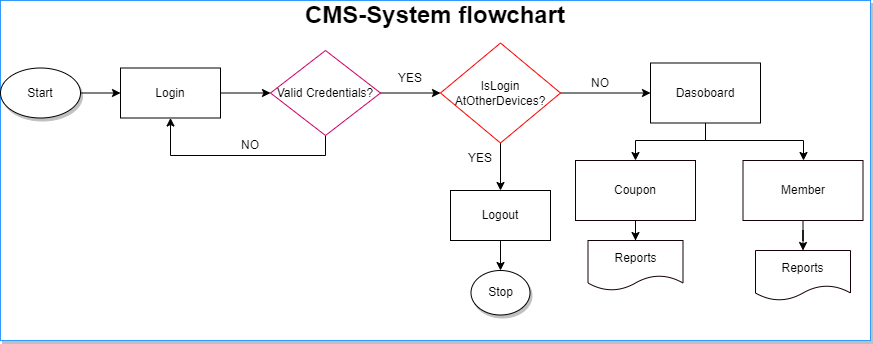 CMS-System flowchart
Start
Login
Valid Credentials?
YES
IsLogin
AtOtherDevices?
NO
Dasoboard
NO
YES
Coupon
Member
Logout
Reports
Reports
Stop